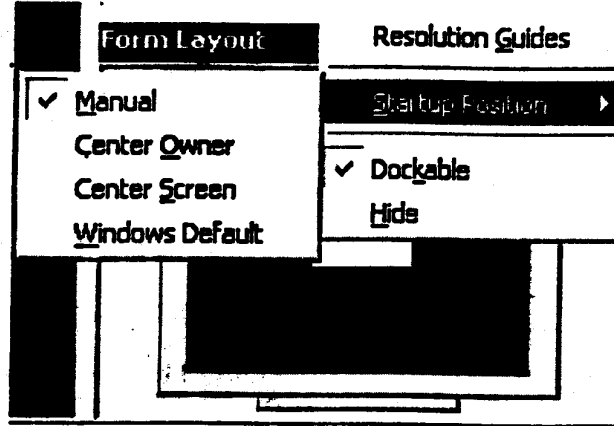 Form Layout
Resolution Guides
Startup Position
Manual
Center Owner
Center Screen
Windows Default
Dockable
Hide